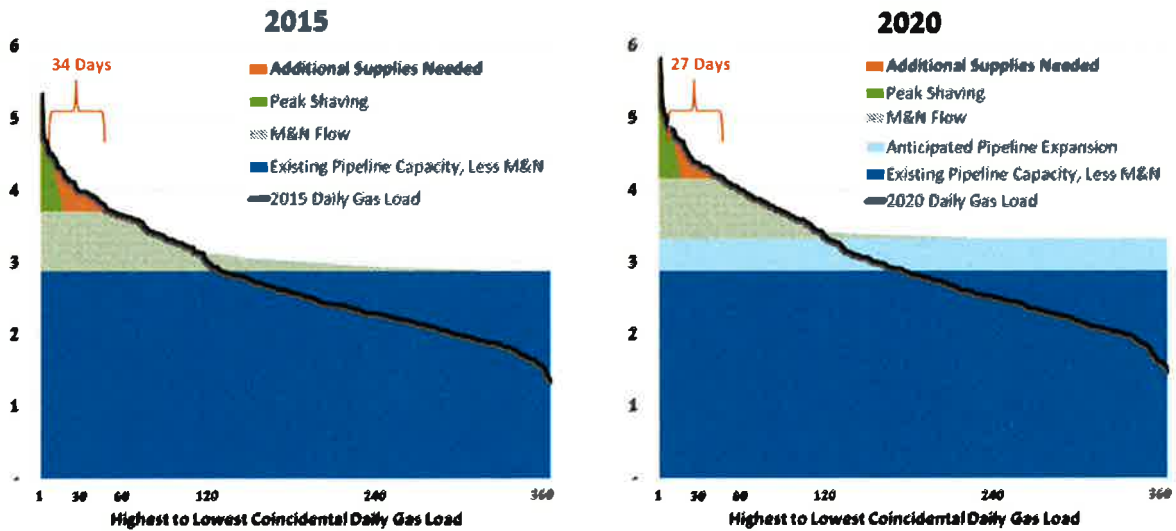 2015
6
5
4
3
2
1
-
34 Days
Additional Supplies Needed
Peak Shaving
M&N Flow
Existing Pipeline Capacity, Less M&N
2015 Daily Gas Load
1 30 60 120 240 360
Highest to Lowest Coincidental Daily Gas Load
2020
6
5
4
3
2
1
-
27 Days
Additional Supplies Needed
Peak Shaving
M&N Flow
Anticipated Pipeline Expansion
Existing Pipeline Capacity, Less M&N
2020 Daily Gas Load
1 30 60 120 240 360
Highest to Lowest Coincidental Daily Gas Load